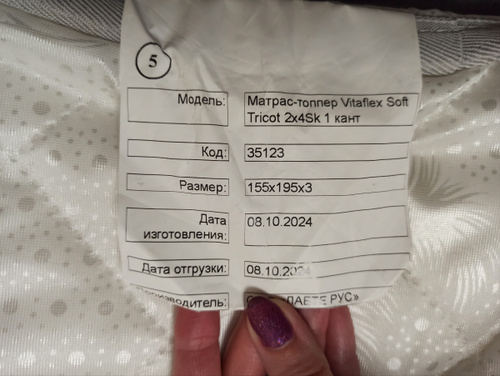 5
Модель: Матрас-топпер Vitaflex Soft
Tricot 2x4Sk 1 кант
Код: 35123
Размер: 155x195x3
Дата
изготовления: 08.10.2024
Дата отгрузки: 08.10.2024
РУС»